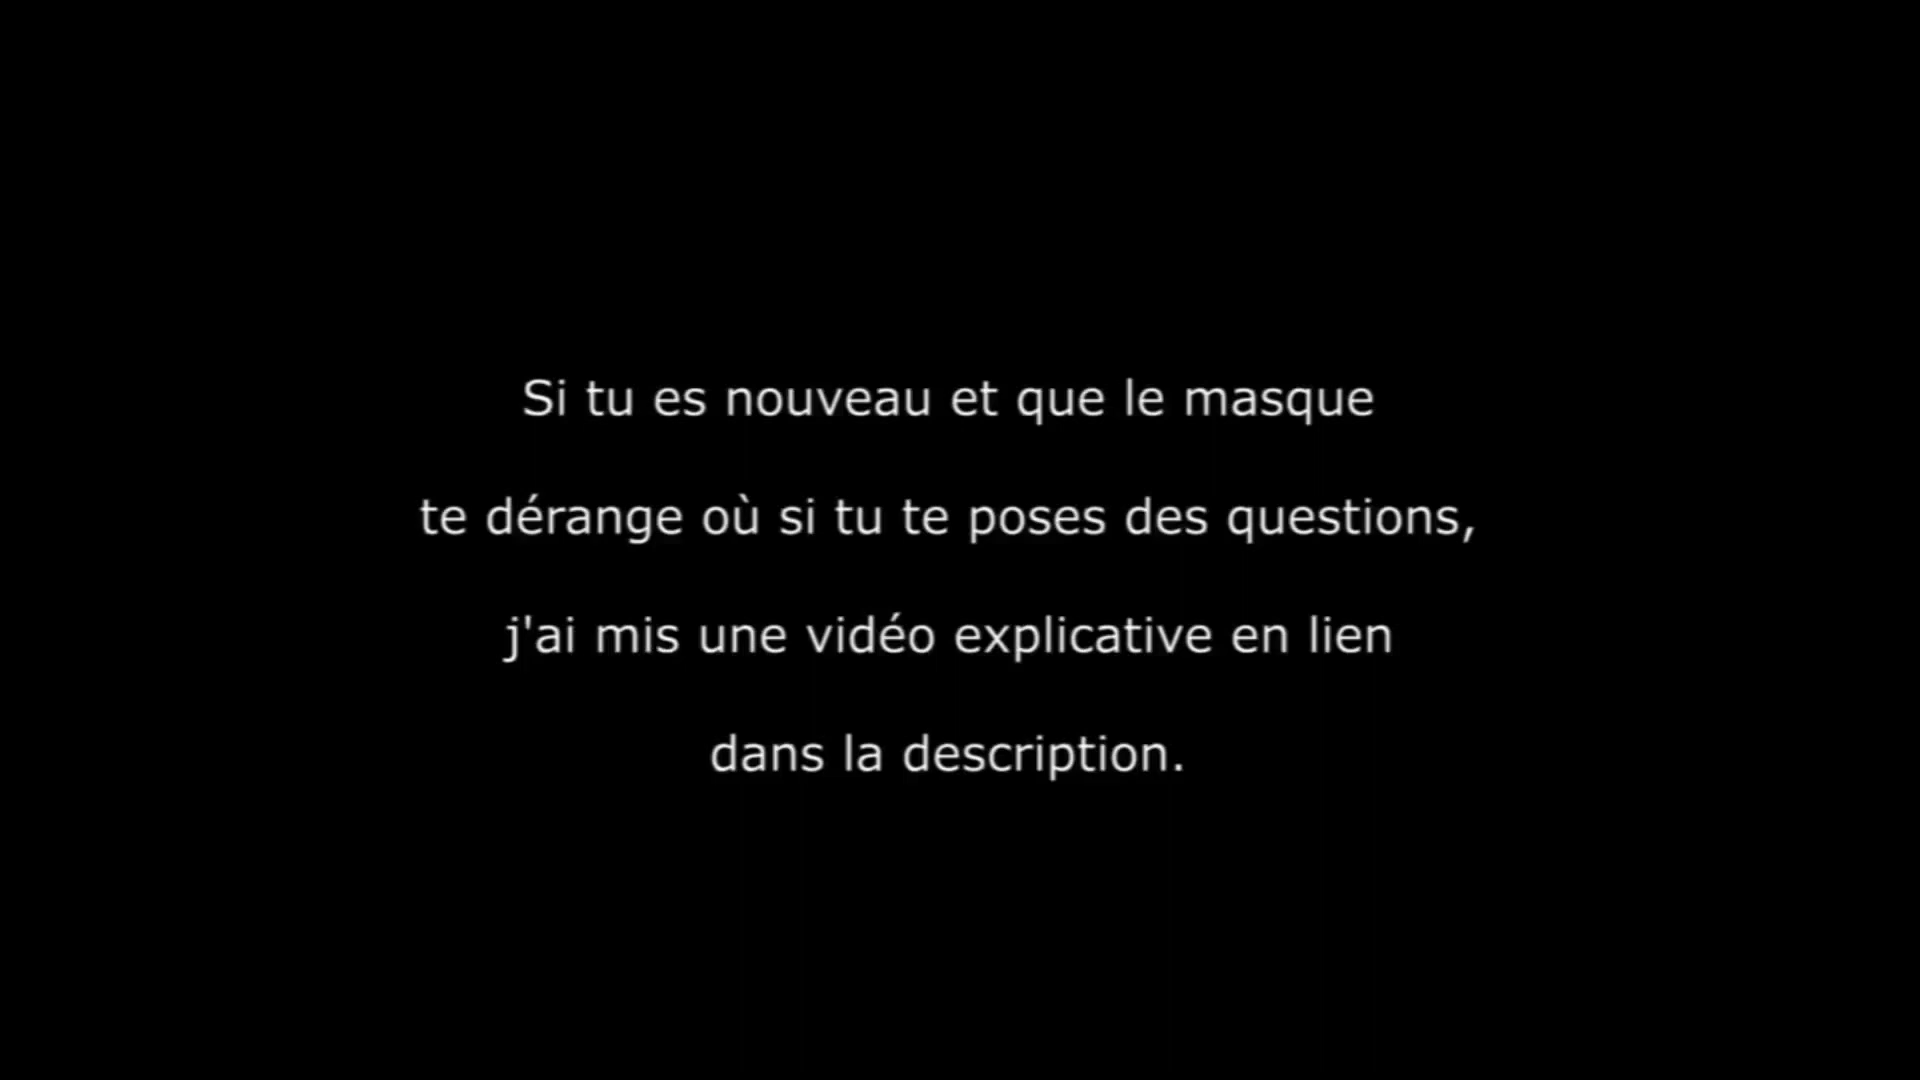 Si tu es nouveau et que le masque
te dérange où si tu te poses des questions,
j'ai mis une vidéo explicative en lien
dans la description.